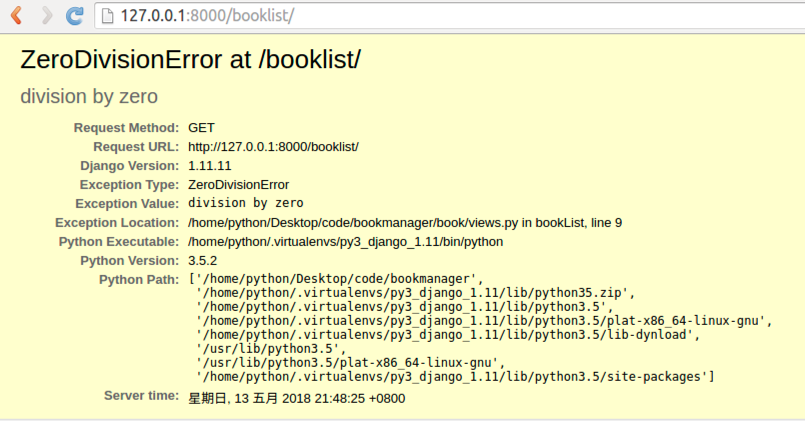 127.0.0.1:8000/booklist/
ZeroDivisionError at /booklist/
division by zero
Request Method: GET
Request URL: http://127.0.0.1:8000/booklist/
Django Version: 1.11.11
Exception Type: ZeroDivisionError
Exception Value: division by zero
Exception Location: /home/python/Desktop/code/bookmanager/book/views.py in bookList, line 9
Python Executable: /home/python/.virtualenvs/py3_django_1.11/bin/python
Python Version: 3.5.2
Python Path: ['/home/python/Desktop/code/bookmanager',
'/home/python/.virtualenvs/py3_django_1.11/lib/python35.zip',
'/home/python/.virtualenvs/py3_django_1.11/lib/python3.5',
'/home/python/.virtualenvs/py3_django_1.11/lib/python3.5/plat-x86_64-linux-gnu',
'/home/python/.virtualenvs/py3_django_1.11/lib/python3.5/lib-dynload',
'/usr/lib/python3.5',
'/usr/lib/python3.5/plat-x86_64-linux-gnu',
'/home/python/.virtualenvs/py3_django_1.11/lib/python3.5/site-packages']
Server time: 星期日, 13 五月 2018 21:48:25 +0800